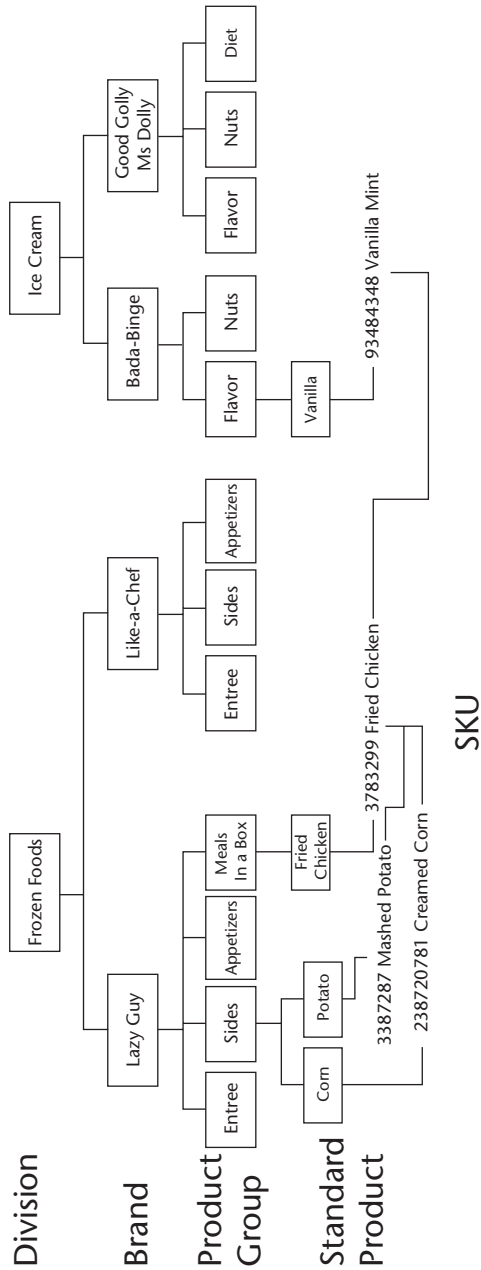 Division
Frozen Foods
Ice Cream
Brand
Lazy Guy
Like-a-Chef
Bada-Binge
Good Golly
Ms Dolly
Product
Group
Entree
Sides
Appetizers
Meals
In a Box
Entree
Sides
Appetizers
Flavor
Nuts
Flavor
Nuts
Diet
Standard
Product
Corn
Potato
Fried
Chicken
Vanilla
3387287 Mashed Potato
3783299 Fried Chicken
93484348 Vanilla Mint
238720781 Creamed Corn
SKU